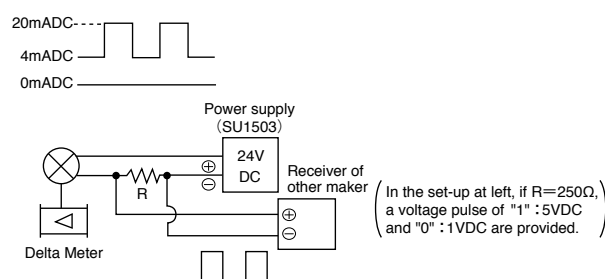 20mADC
4mADC
0mADC
Power supply
(SU1503)
24V
DC
⊕
⊖
R
Receiver of
other maker
⊕
⊖
Delta Meter
(In the set-up at left, if R=250Ω,
a voltage pulse of "1" : 5VDC
and "0" : 1VDC are provided.)